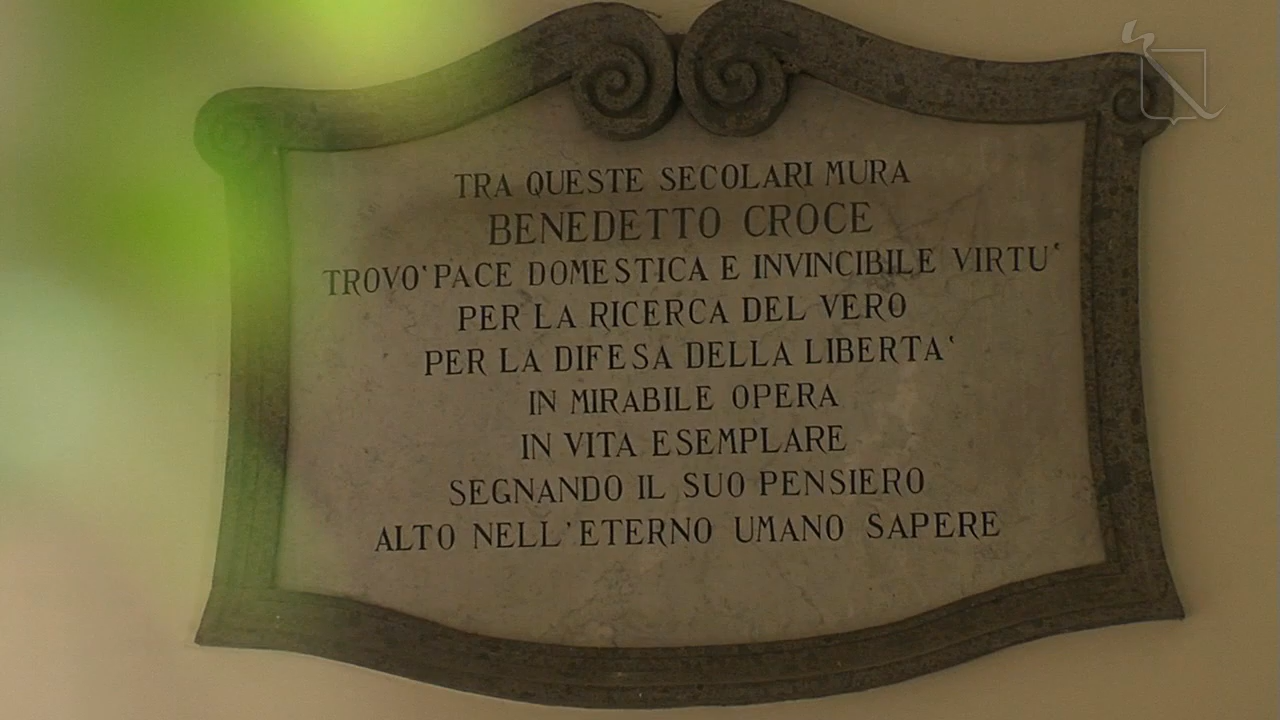 TRA QUESTE SECOLARI MURA
BENEDETTO CROCE
TROVO' PACE DOMESTICA E INVINCIBILE VIRTU'
PER LA RICERCA DEL VERO
PER LA DIFESA DELLA LIBERTA'
IN MIRABILE OPERA
IN VITA ESEMPLARE
SEGNANDO IL SUO PENSIERO
ALTO NELL'ETERNO UMANO SAPERE